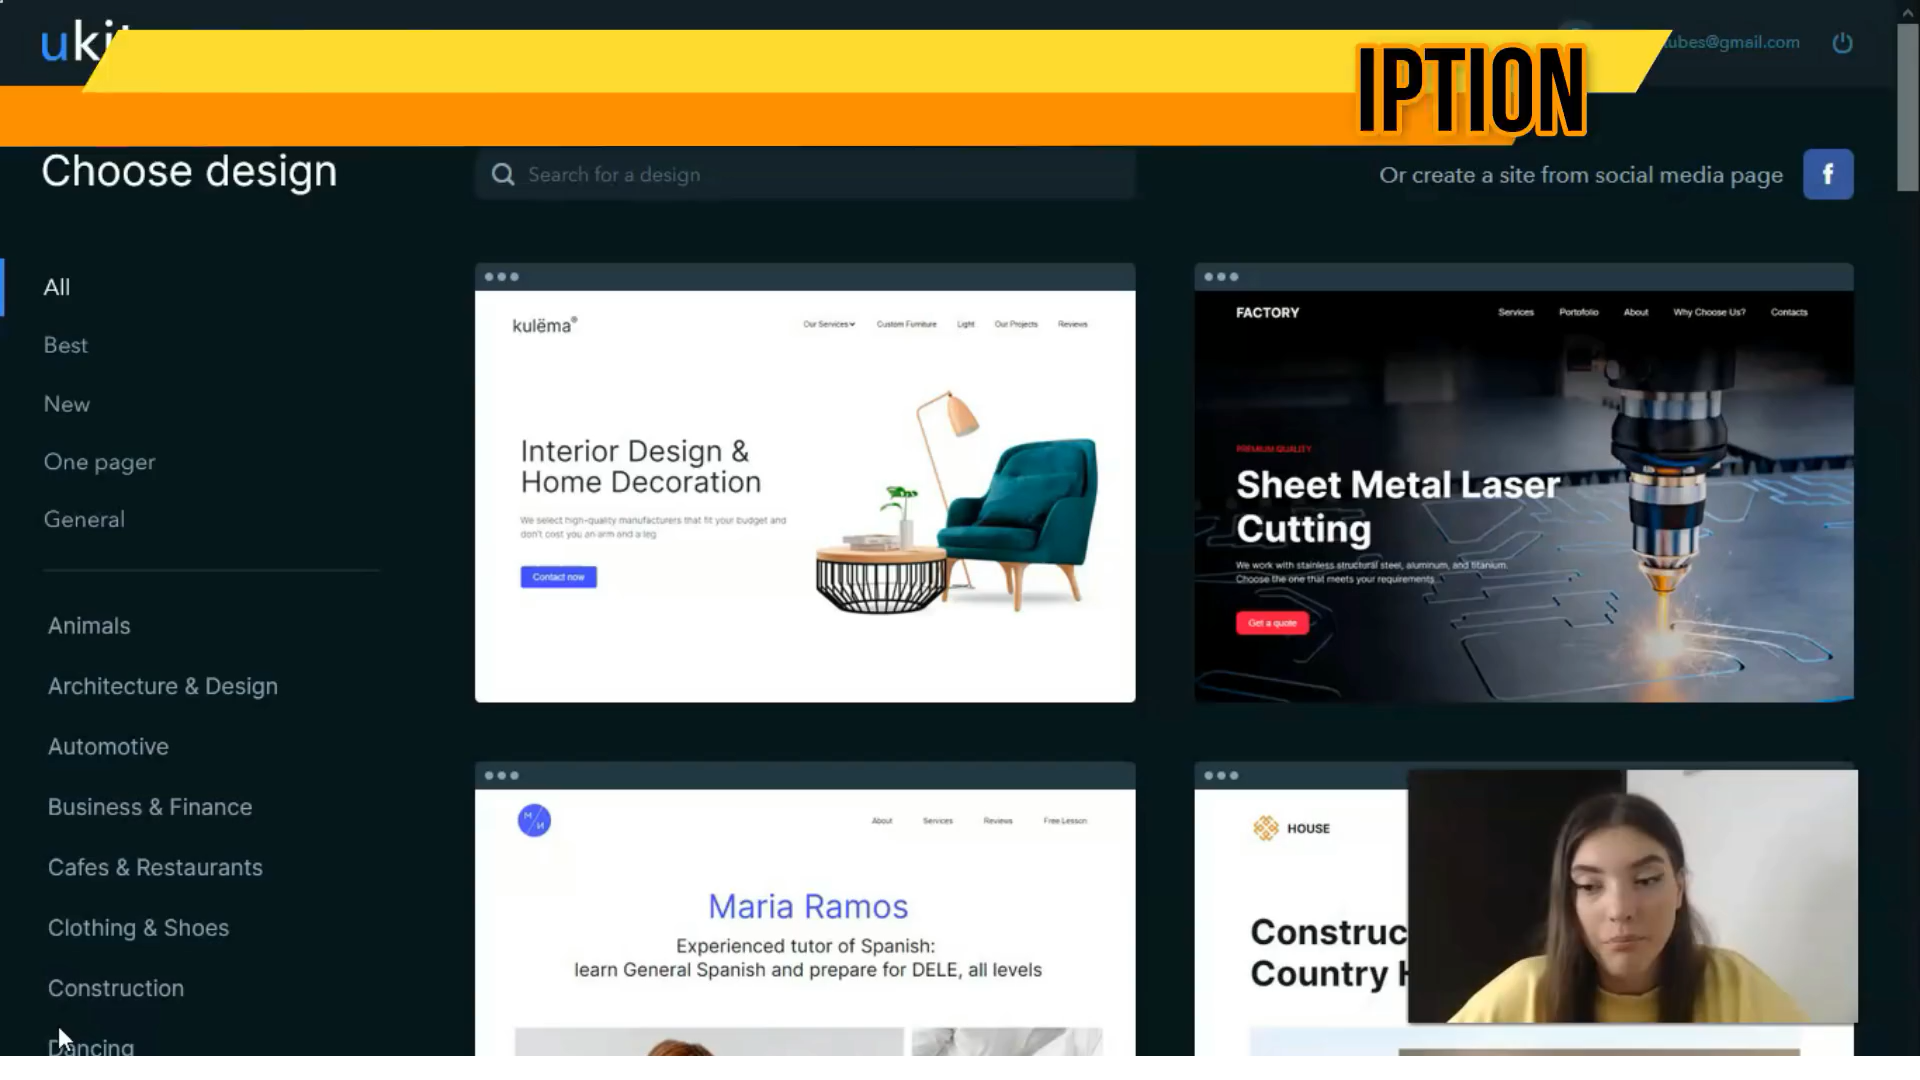 uki
ubes@gmail.com
IPTION
Choose design
Search for a design
Or create a site from social media page
f
All
Best
New
One pager
General
Animals
Architecture & Design
Automotive
Business & Finance
Cafes & Restaurants
Clothing & Shoes
Construction
Dancing
kulëma®
Our Services
Custom Furniture
Light
Our Projects
Reviews
Interior Design &
Home Decoration
We select high-quality manufacturers that fit your budget and
don't cost you an arm and a leg
Contact now
FACTORY
Services
Portofolio
About
Why Choose Us?
Contacts
PREMIUM QUALITY
Sheet Metal Laser
Cutting
We work with stainless structural steel, aluminum, and titanium.
Choose the one that meets your requirements.
Get a quote
M/И
About
Services
Reviews
Free Lesson
Maria Ramos
Experienced tutor of Spanish:
learn General Spanish and prepare for DELE, all levels
HOUSE
Construc
Country H